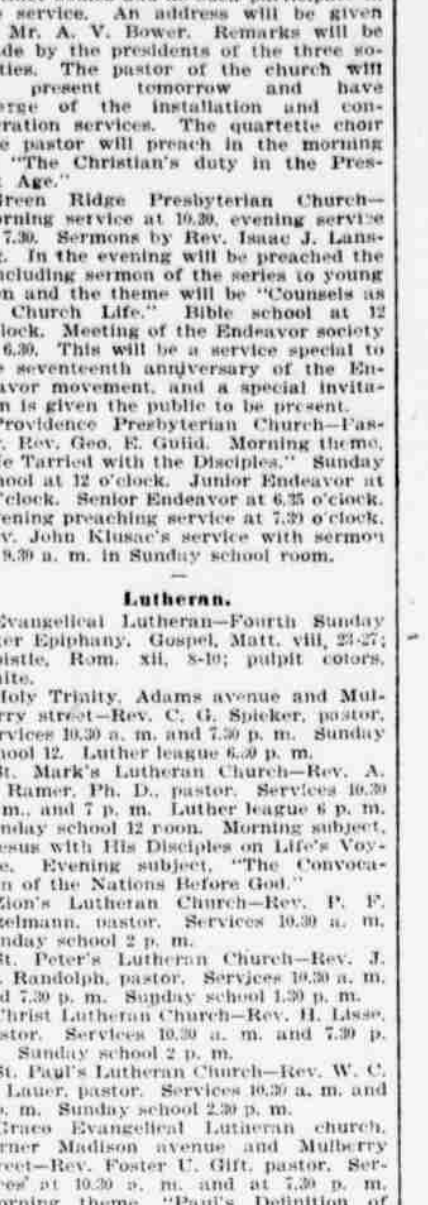 e service. An address will be given
Mr. A. V. Bower. Remarks will be
de by the presidents of the three so-
ties. The pastor of the church will
present tomorrow and have
rge of the installation and con-
ration services. The quartette choir
e pastor will preach in the morning
"The Christian's duty in the Pres-
t Age."
Green Ridge Presbyterian Church—
orning service at 10.30, evening service
7.30. Sermons by Rev. Isaac J. Lans-
g. In the evening will be preached the
ncluding sermon of the series to young
n and the theme will be "Counsels as
Church Life." Bible school at 12
lock. Meeting of the Endeavor society
6.30. This will be a service special to
e seventeenth anniversary of the En-
avor movement, and a special invita-
n is given the public to be present.
Providence Presbyterian Church—Pas-
r, Rev. Geo. E. Guild. Morning theme,
e Tarried with the Disciples." Sunday
hool at 12 o'clock. Junior Endeavor at
o'clock. Senior Endeavor at 6.35 o'clock.
ening preaching service at 7.30 o'clock.
v. John Klusac's service with sermon
9.30 a. m. in Sunday school room.
Lutheran.
Evangelical Lutheran—Fourth Sunday
ter Epiphany. Gospel, Matt. viii, 23-27;
pistle, Rom. xii, 8-10; pulpit colors,
ite.
Holy Trinity, Adams avenue and Mul-
rry street—Rev. C. G. Spieker, pastor.
rvices 10.30 a. m. and 7.30 p. m. Sunday
hool 12. Luther league 6.30 p. m.
St. Mark's Lutheran Church—Rev. A.
Ramer, Ph. D., pastor. Services 10.30
m., and 7 p. m. Luther league 6 p. m.
nday school 12 noon. Morning subject,
esus with His Disciples on Life's Voy-
e. Evening subject, "The Convoca-
n of the Nations Before God."
Zion's Lutheran Church—Rev. P. F.
zelmann, pastor. Services 10.30 a. m.
nday school 2 p. m.
St. Peter's Lutheran Church—Rev. J.
Randolph, pastor. Services 10.30 a. m.
d 7.30 p. m. Sunday school 1.30 p. m.
Christ Lutheran Church—Rev. H. Lisse,
stor. Services 10.30 a. m. and 7.30 p.
Sunday school 2 p. m.
St. Paul's Lutheran Church—Rev. W. C.
Lauer, pastor. Services 10.30 a. m. and
p. m. Sunday school 2.30 p. m.
Grace Evangelical Lutheran church,
rner Madison avenue and Mulberry
reet—Rev. Foster U. Gift, pastor. Ser-
ces at 10.30 a. m. and at 7.30 p. m.
orning theme, "Paul's Definition of